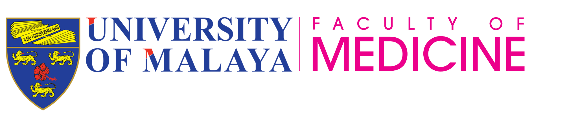 UNIVERSITY
OF MALAYA
FACULTY OF
MEDICINE